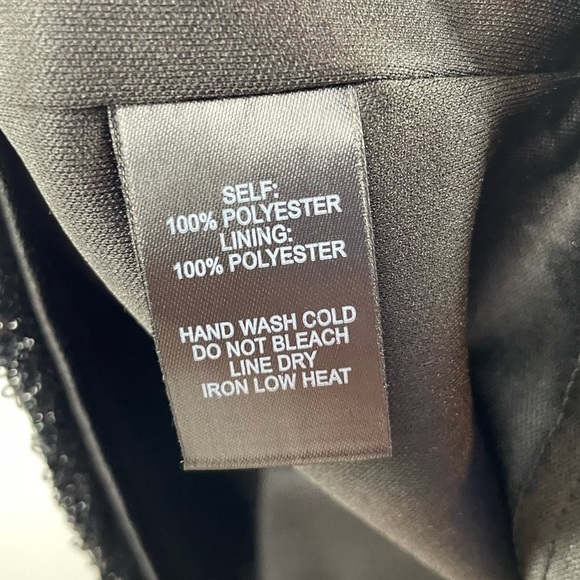 SELF:
100% POLYESTER
LINING:
100% POLYESTER
HAND WASH COLD
DO NOT BLEACH
LINE DRY
IRON LOW HEAT